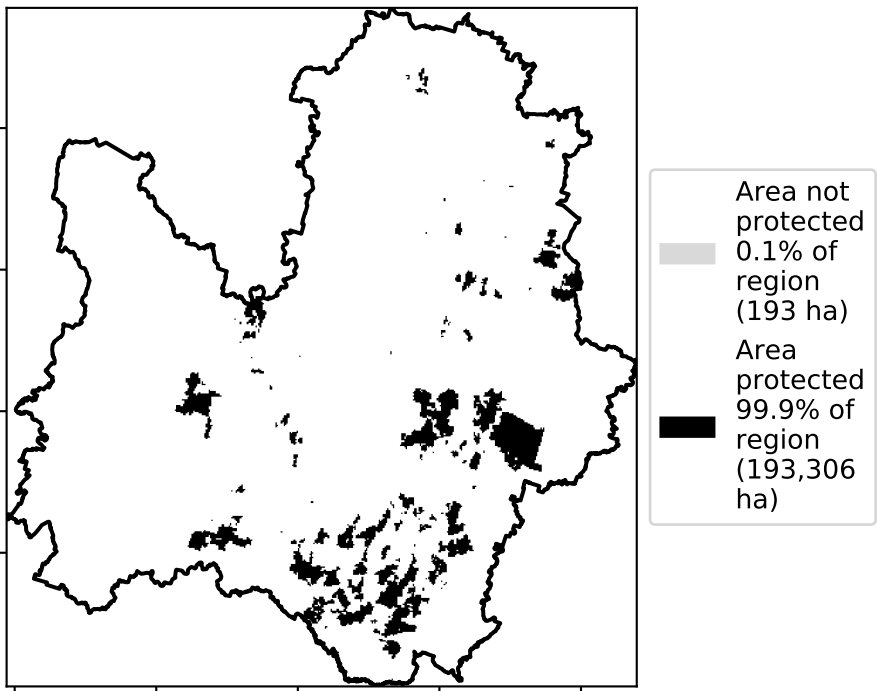 Area not
protected
0.1% of
region
(193 ha)
Area
protected
99.9% of
region
(193,306
ha)